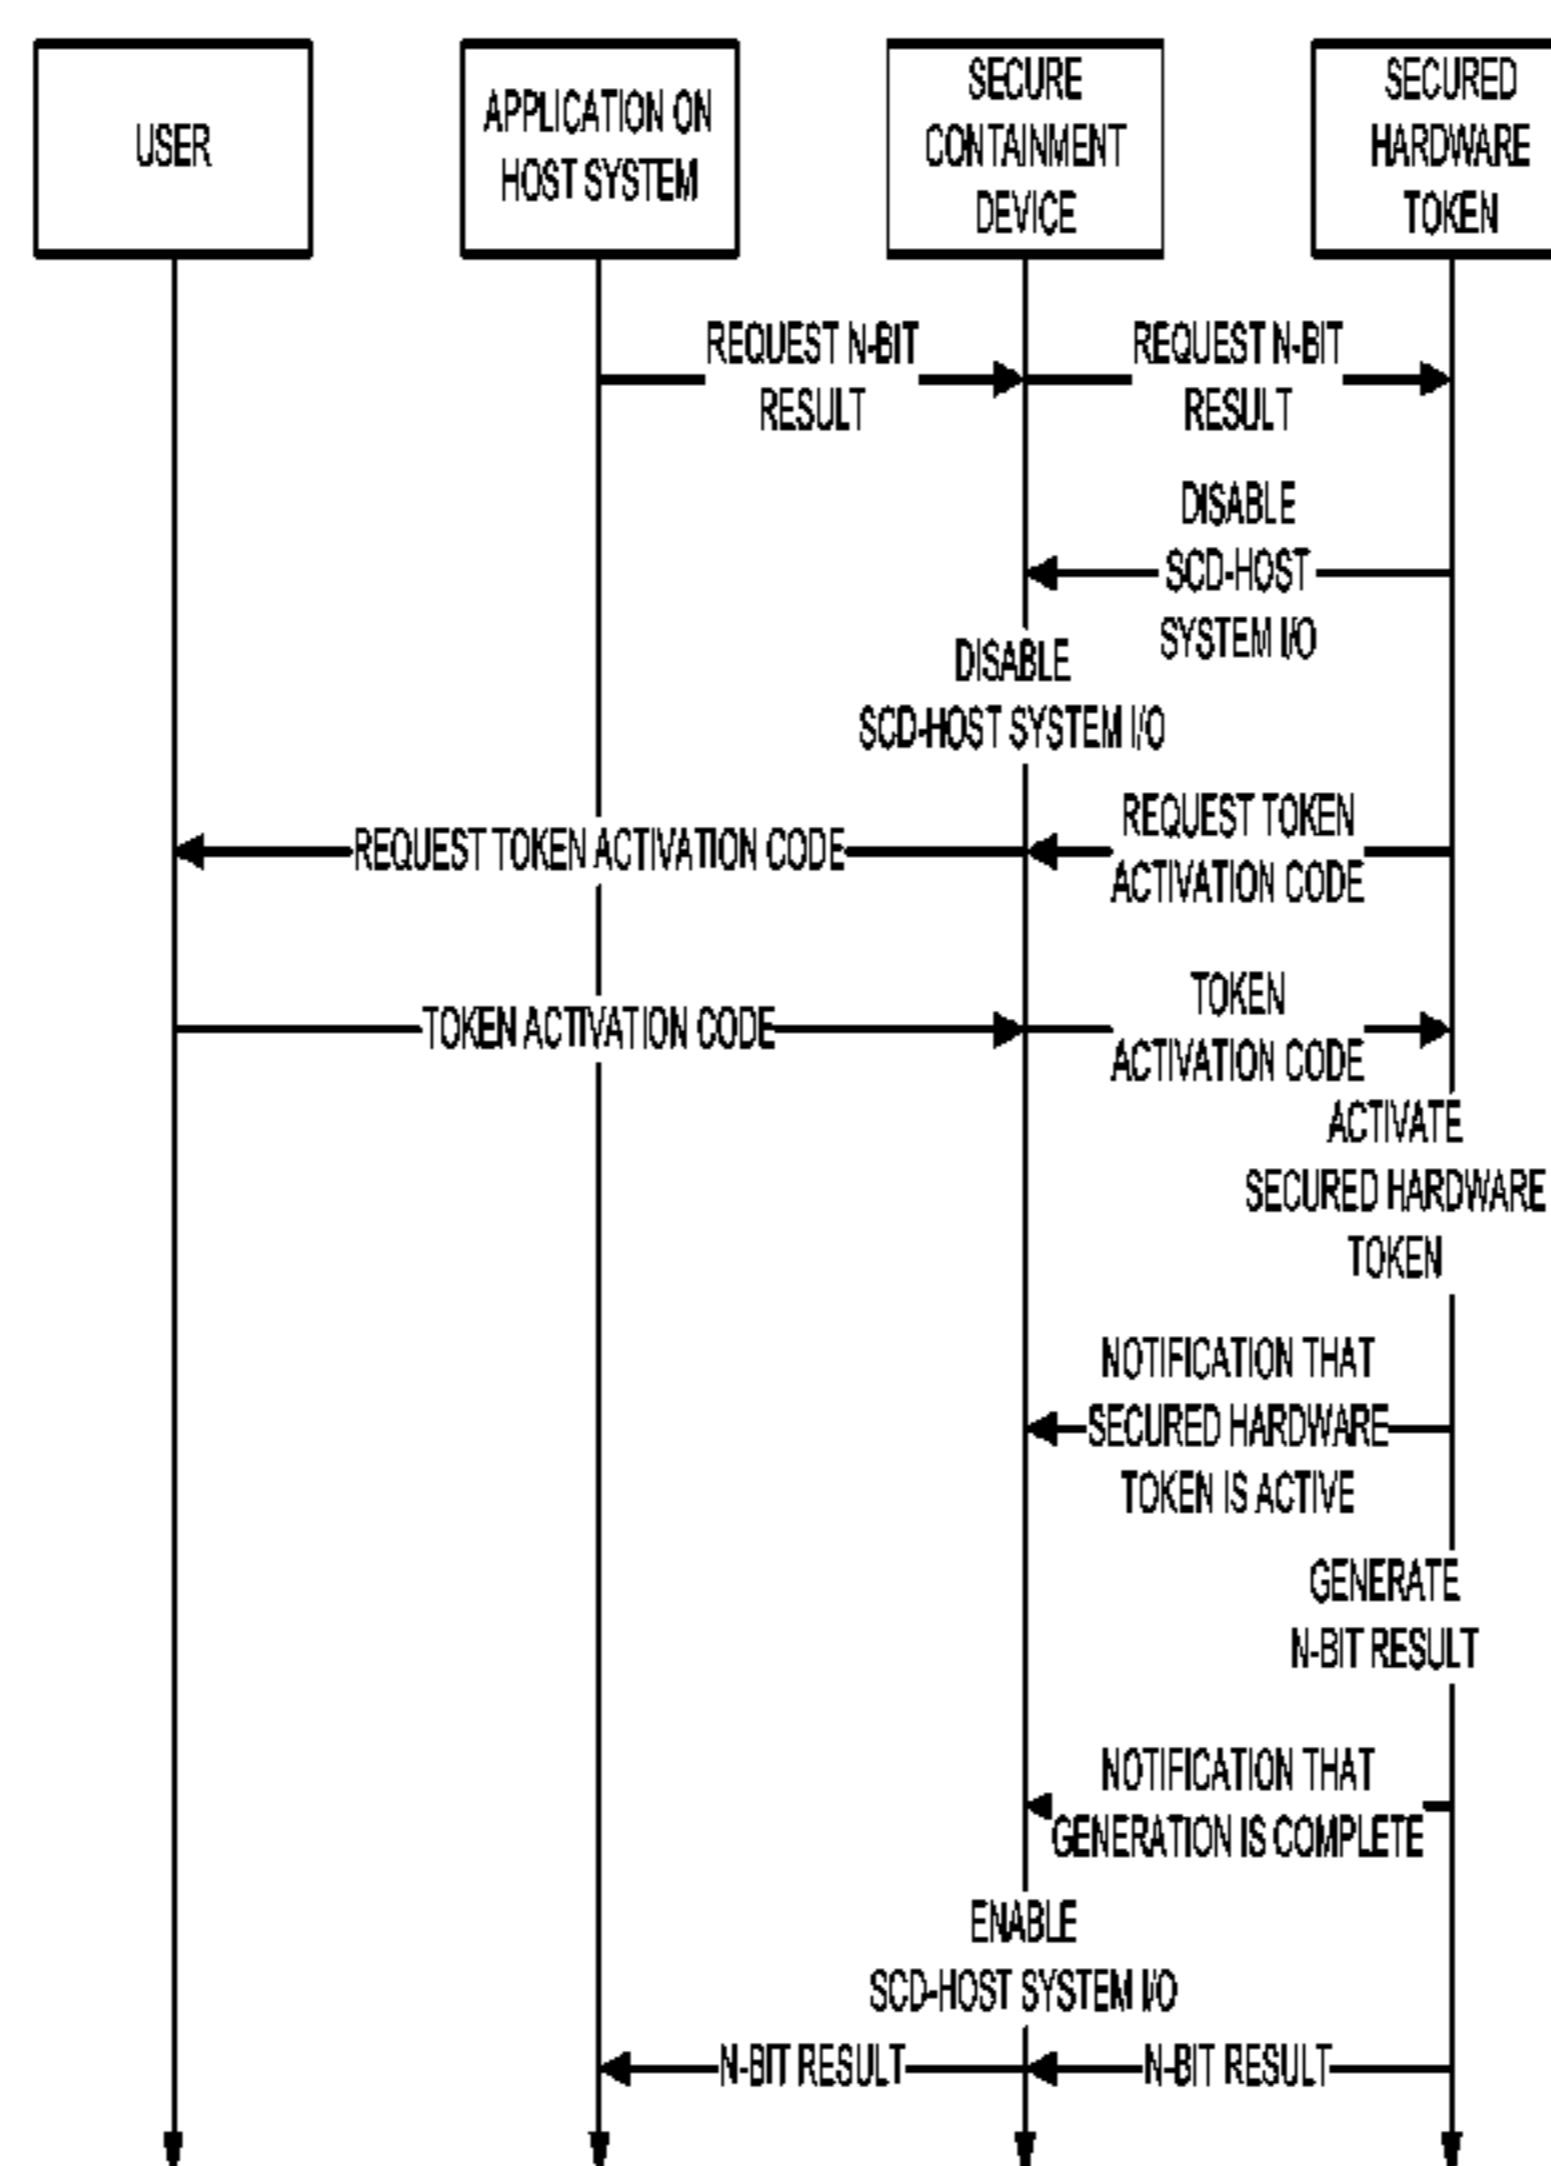 USER
APPLICATION ON
HOST SYSTEM
SECURE
CONTAINMENT
DEVICE
SECURED
HARDWARE
TOKEN
REQUEST N-BIT
RESULT
REQUEST N-BIT
RESULT
DISABLE
SCD-HOST
SYSTEM I/O
DISABLE
SCD-HOST SYSTEM I/O
REQUEST TOKEN
ACTIVATION CODE
REQUEST TOKEN ACTIVATION CODE
TOKEN ACTIVATION CODE
TOKEN
ACTIVATION CODE
ACTIVATE
SECURED HARDWARE
TOKEN
NOTIFICATION THAT
SECURED HARDWARE
TOKEN IS ACTIVE
GENERATE
N-BIT RESULT
NOTIFICATION THAT
GENERATION IS COMPLETE
ENABLE
SCD-HOST SYSTEM I/O
N-BIT RESULT
N-BIT RESULT